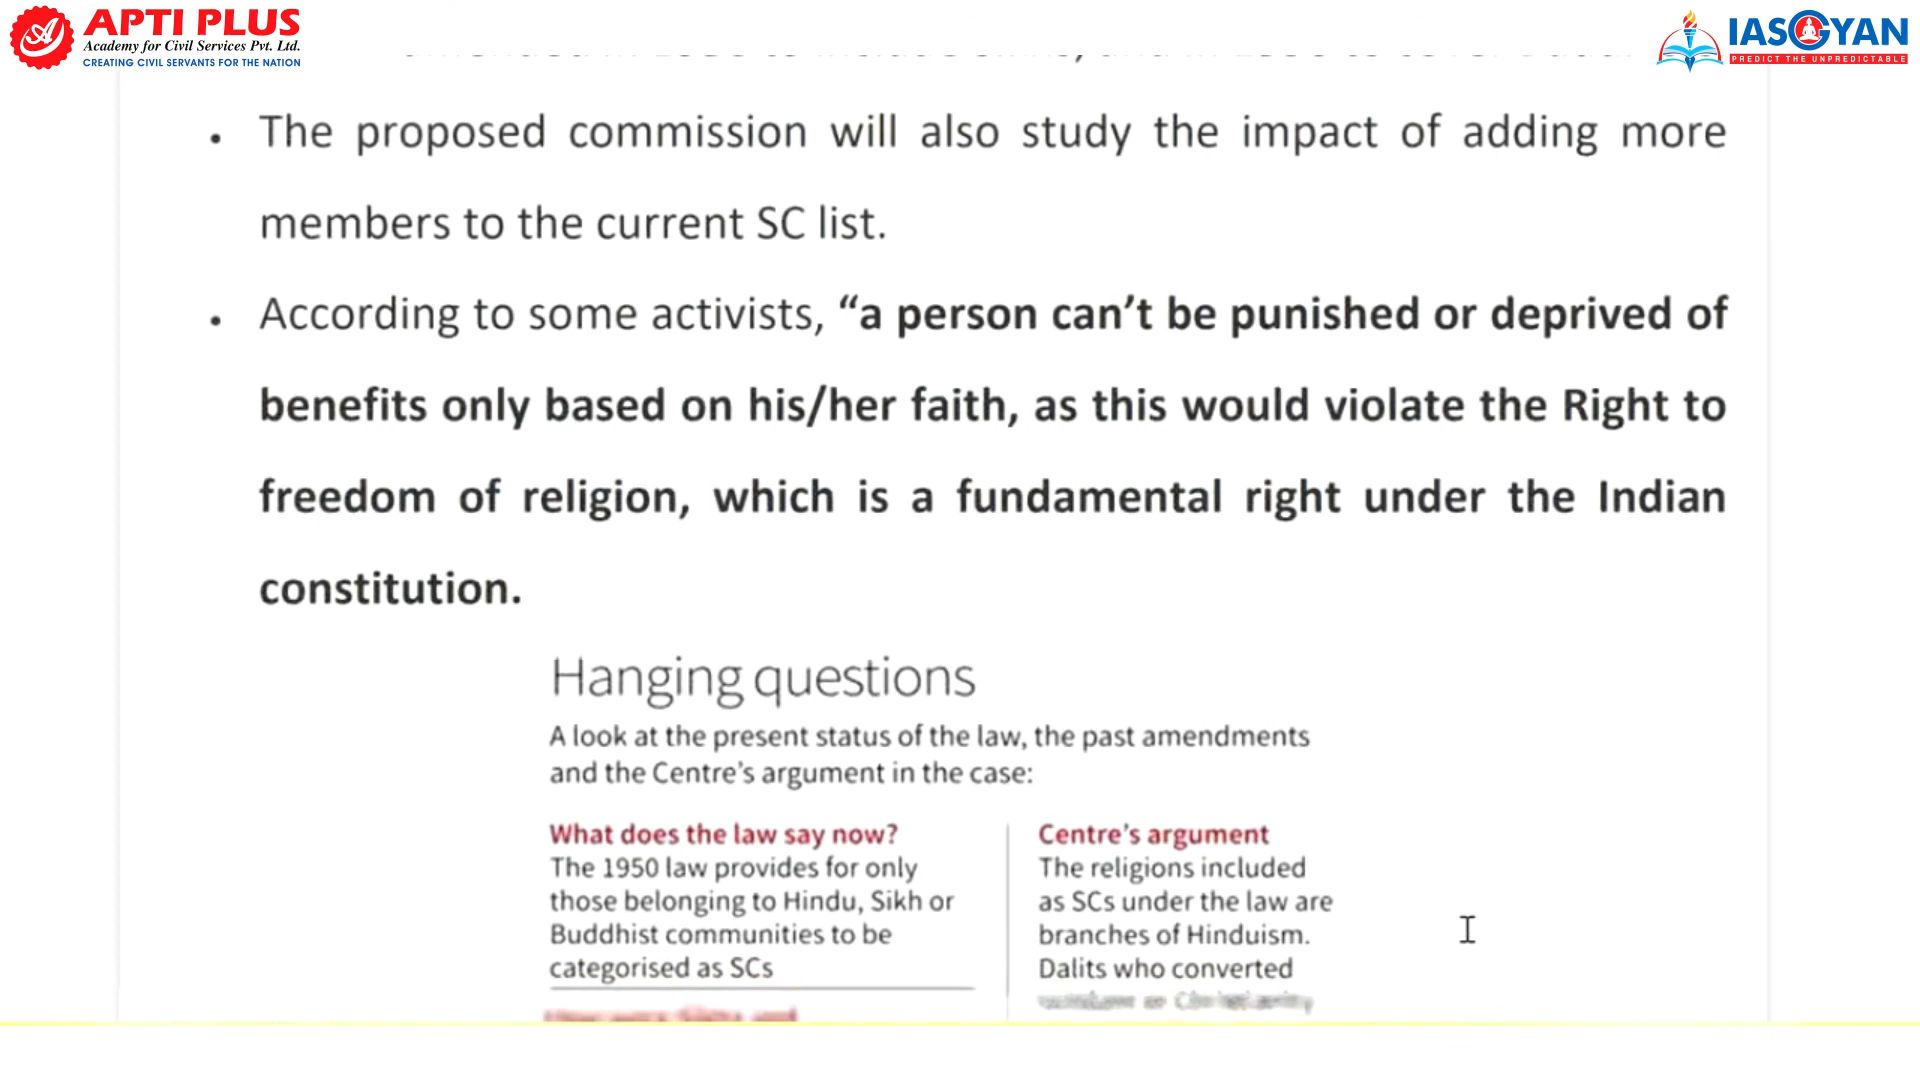 APTI PLUS
Academy for Civil Services Pvt. Ltd.
CREATING CIVIL SERVANTS FOR THE NATION
IASGYAN
PREDICT THE UNPREDICTABLE
• The proposed commission will also study the impact of adding more
members to the current SC list.
• According to some activists, “a person can’t be punished or deprived of
benefits only based on his/her faith, as this would violate the Right to
freedom of religion, which is a fundamental right under the Indian
constitution.
Hanging questions
A look at the present status of the law, the past amendments
and the Centre’s argument in the case:
What does the law say now?
The 1950 law provides for only
those belonging to Hindu, Sikh or
Buddhist communities to be
categorised as SCs
Centre’s argument
The religions included
as SCs under the law are
branches of Hinduism.
Dalits who converted